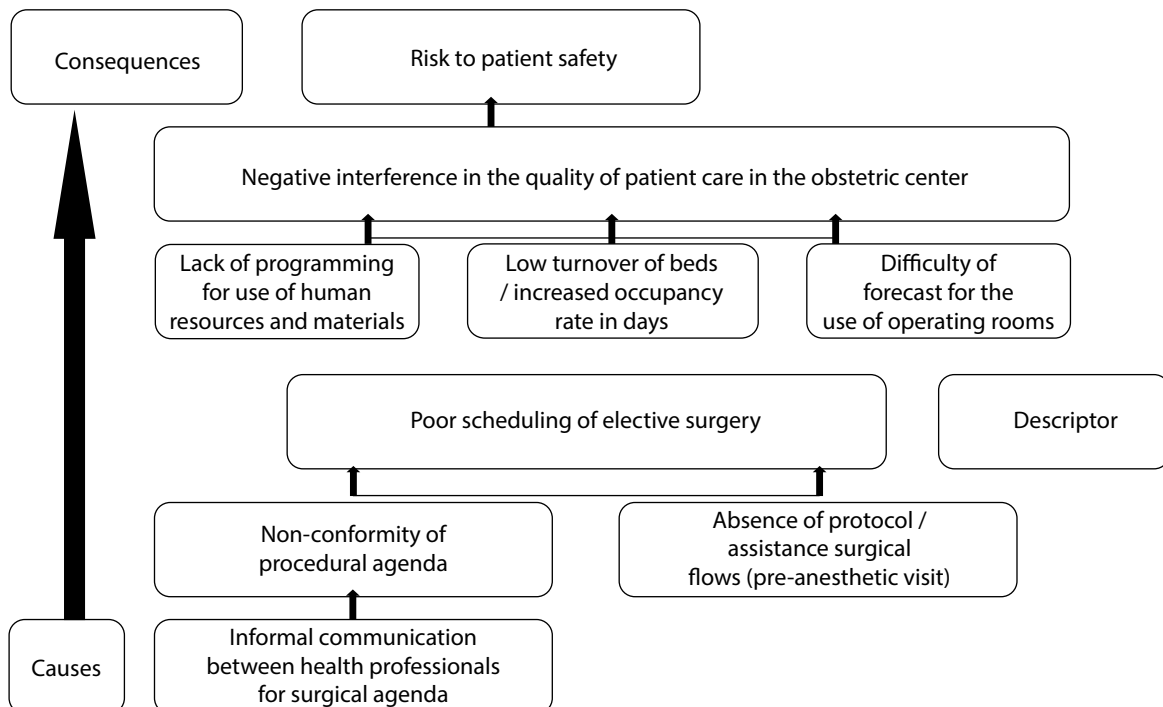 Consequences
Risk to patient safety
Negative interference in the quality of patient care in the obstetric center
Lack of programming
for use of human
resources and materials
Low turnover of beds
/ increased occupancy
rate in days
Difficulty of
forecast for the
use of operating rooms
Poor scheduling of elective surgery
Descriptor
Non-conformity of
procedural agenda
Absence of protocol /
assistance surgical
flows (pre-anesthetic visit)
Causes
Informal communication
between health professionals
for surgical agenda